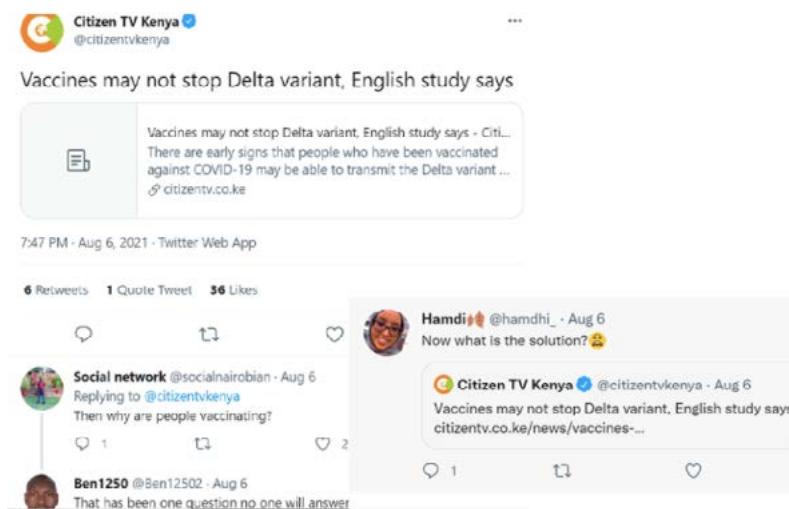 Citizen TV Kenya
@citizentvkenya
Vaccines may not stop Delta variant, English study says
Vaccines may not stop Delta variant, English study says - Citi...
There are early signs that people who have been vaccinated
against COVID-19 may be able to transmit the Delta variant ...
citizentv.co.ke
7:47 PM · Aug 6, 2021 · Twitter Web App
6 Retweets 1 Quote Tweet 36 Likes
Social network @socialnairobian · Aug 6
Replying to @citizentvkenya
Then why are people vaccinating?
1 2
Ben1250 @Ben12502 · Aug 6
That has been one question no one will answer
Hamdi @hamdhi_ · Aug 6
Now what is the solution?
Citizen TV Kenya @citizentvkenya · Aug 6
Vaccines may not stop Delta variant, English study says
citizentv.co.ke/news/vaccines-...
1